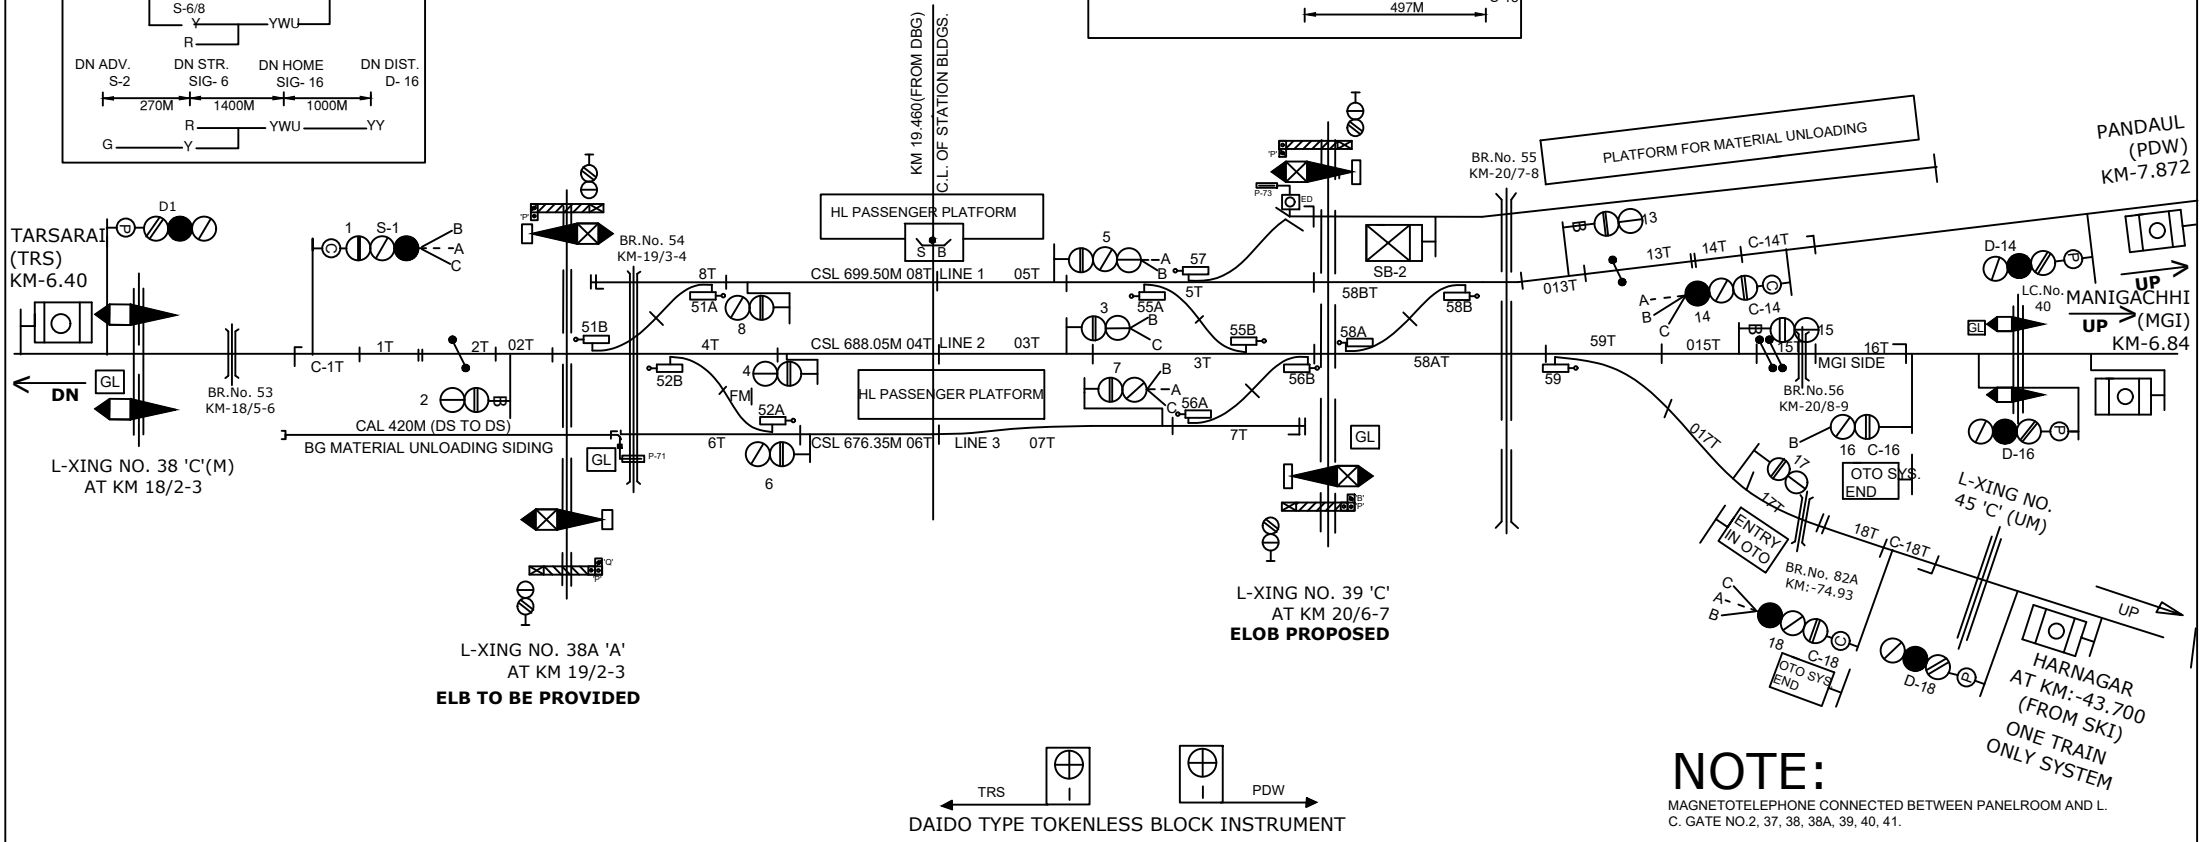 S-6/8
Y
YWU
R
DN ADV.
S-2
DN STR.
SIG- 6
DN HOME
SIG- 16
DN DIST.
D- 16
270M
1400M
1000M
R
YWU
YY
G
Y
497M
KM 19.460(FROM DBG)
C.L. OF STATION BLDGS.
TARSARAI
(TRS)
KM-6.40
P
D1
C
1
S-1
B
A
C
'P'
BR.No. 54
KM-19/3-4
HL PASSENGER PLATFORM
S B
5
A
B
57
'P'
P-73
ED
SB-2
BR.No. 55
KM-20/7-8
PLATFORM FOR MATERIAL UNLOADING
PANDAUL
(PDW)
KM-7.872
B
13
13T
14T
C-14T
013T
D-14
P
UP
A
B
C
14
C
C-14
LC.No.
40
MANIGACHHI
UP
(MGI)
KM-6.84
GL
8T
CSL 699.50M 08T
LINE 1
05T
5T
58BT
51A
8
51B
55A
3
B
C
55B
58A
58B
DN
GL
BR.No. 53
KM-18/5-6
C-1T
1T
2T
02T
4T
CSL 688.05M 04T
LINE 2
03T
3T
58AT
59T
015T
B
15
15T
MGI SIDE
16T
2
B
52B
4
FM
52A
HL PASSENGER PLATFORM
7
B
A
C
56B
56A
59
BR.No.56
KM-20/8-9
B
16
C-16
P
D-16
CAL 420M (DS TO DS)
BG MATERIAL UNLOADING SIDING
GL
P-71
6T
CSL 676.35M 06T
LINE 3
07T
7T
GL
6
L-XING NO. 38 'C'(M)
AT KM 18/2-3
017T
17
17T
OTO SYS.
END
L-XING NO.
45 'C' (UM)
ENTRY
IN OTO
18T
C-18T
BR.No. 82A
KM:-74.93
'B'
'P'
'Q'
'P'
L-XING NO. 38A 'A'
AT KM 19/2-3
ELB TO BE PROVIDED
L-XING NO. 39 'C'
AT KM 20/6-7
ELOB PROPOSED
C
A
B
18
C-18
C
OTO SYS
END
D-18
P
UP
HARNAGAR
AT KM:-43.700
(FROM SKI)
ONE TRAIN
ONLY SYSTEM
TRS
PDW
DAIDO TYPE TOKENLESS BLOCK INSTRUMENT
NOTE:
MAGNETOTELEPHONE CONNECTED BETWEEN PANELROOM AND L.
C. GATE NO.2, 37, 38, 38A, 39, 40, 41.